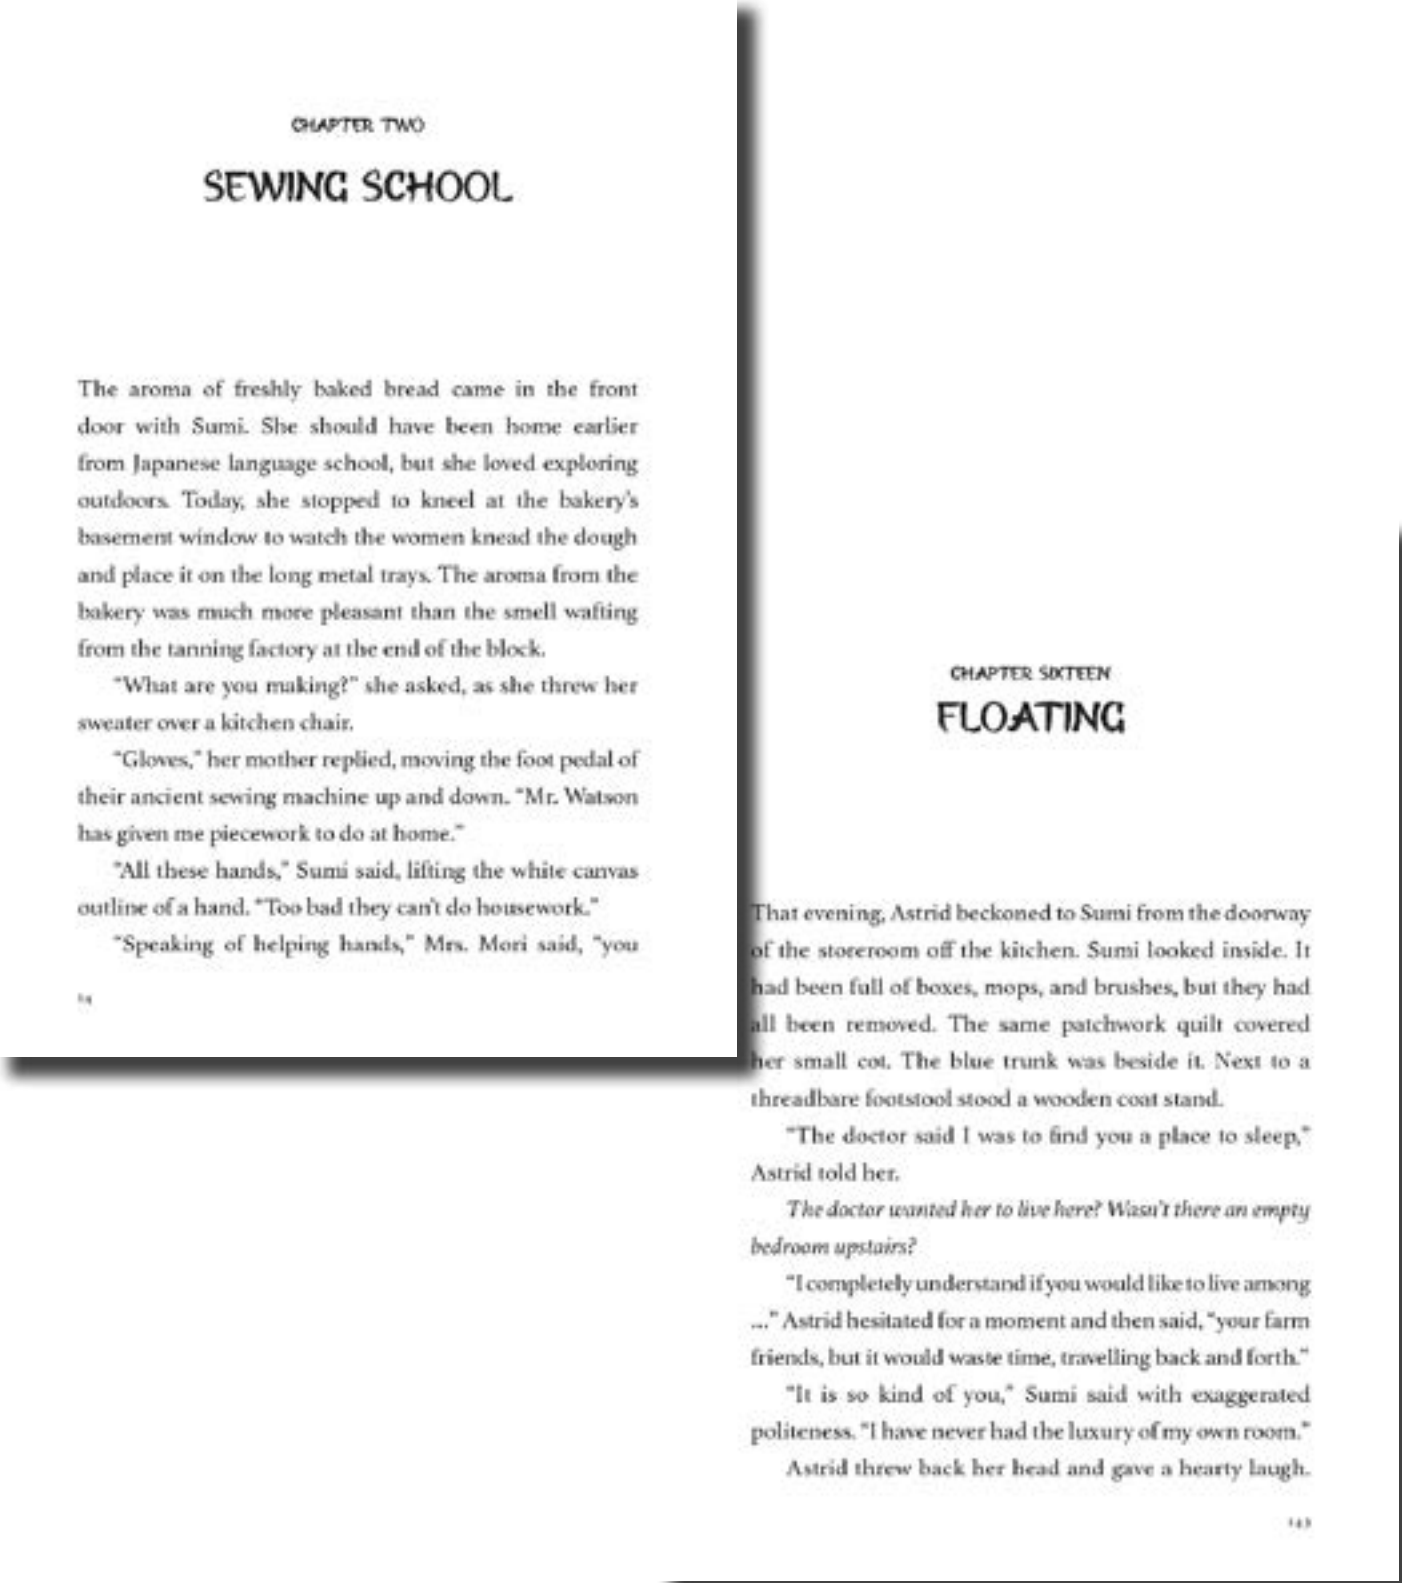 CHAPTER TWO
SEWING SCHOOL
The aroma of freshly baked bread came in the front
door with Sumi. She should have been home earlier
from Japanese language school, but she loved exploring
outdoors. Today, she stopped to kneel at the bakery's
basement window to watch the women knead the dough
and place it on the long metal trays. The aroma from the
bakery was much more pleasant than the smell wafting
from the tanning factory at the end of the block.
"What are you making?" she asked, as she threw her
sweater over a kitchen chair.
"Gloves," her mother replied, moving the foot pedal of
their ancient sewing machine up and down. "Mr. Watson
has given me piecework to do at home."
"All these hands," Sumi said, lifting the white canvas
outline of a hand. "Too bad they can't do housework."
"Speaking of helping hands," Mrs. Mori said, "you
CHAPTER SIXTEEN
FLOATING
That evening, Astrid beckoned to Sumi from the doorway
of the storeroom off the kitchen. Sumi looked inside. It
had been full of boxes, mops, and brushes, but they had
all been removed. The same patchwork quilt covered
her small cot. The blue trunk was beside it. Next to a
threadbare footstool stood a wooden coat stand.
"The doctor said I was to find you a place to sleep,"
Astrid told her.
The doctor wanted her to live here? Wasn't there an empty
bedroom upstairs?
"I completely understand if you would like to live among
..." Astrid hesitated for a moment and then said, "your farm
friends, but it would waste time, travelling back and forth."
"It is so kind of you," Sumi said with exaggerated
politeness. "I have never had the luxury of my own room."
Astrid threw back her head and gave a hearty laugh.